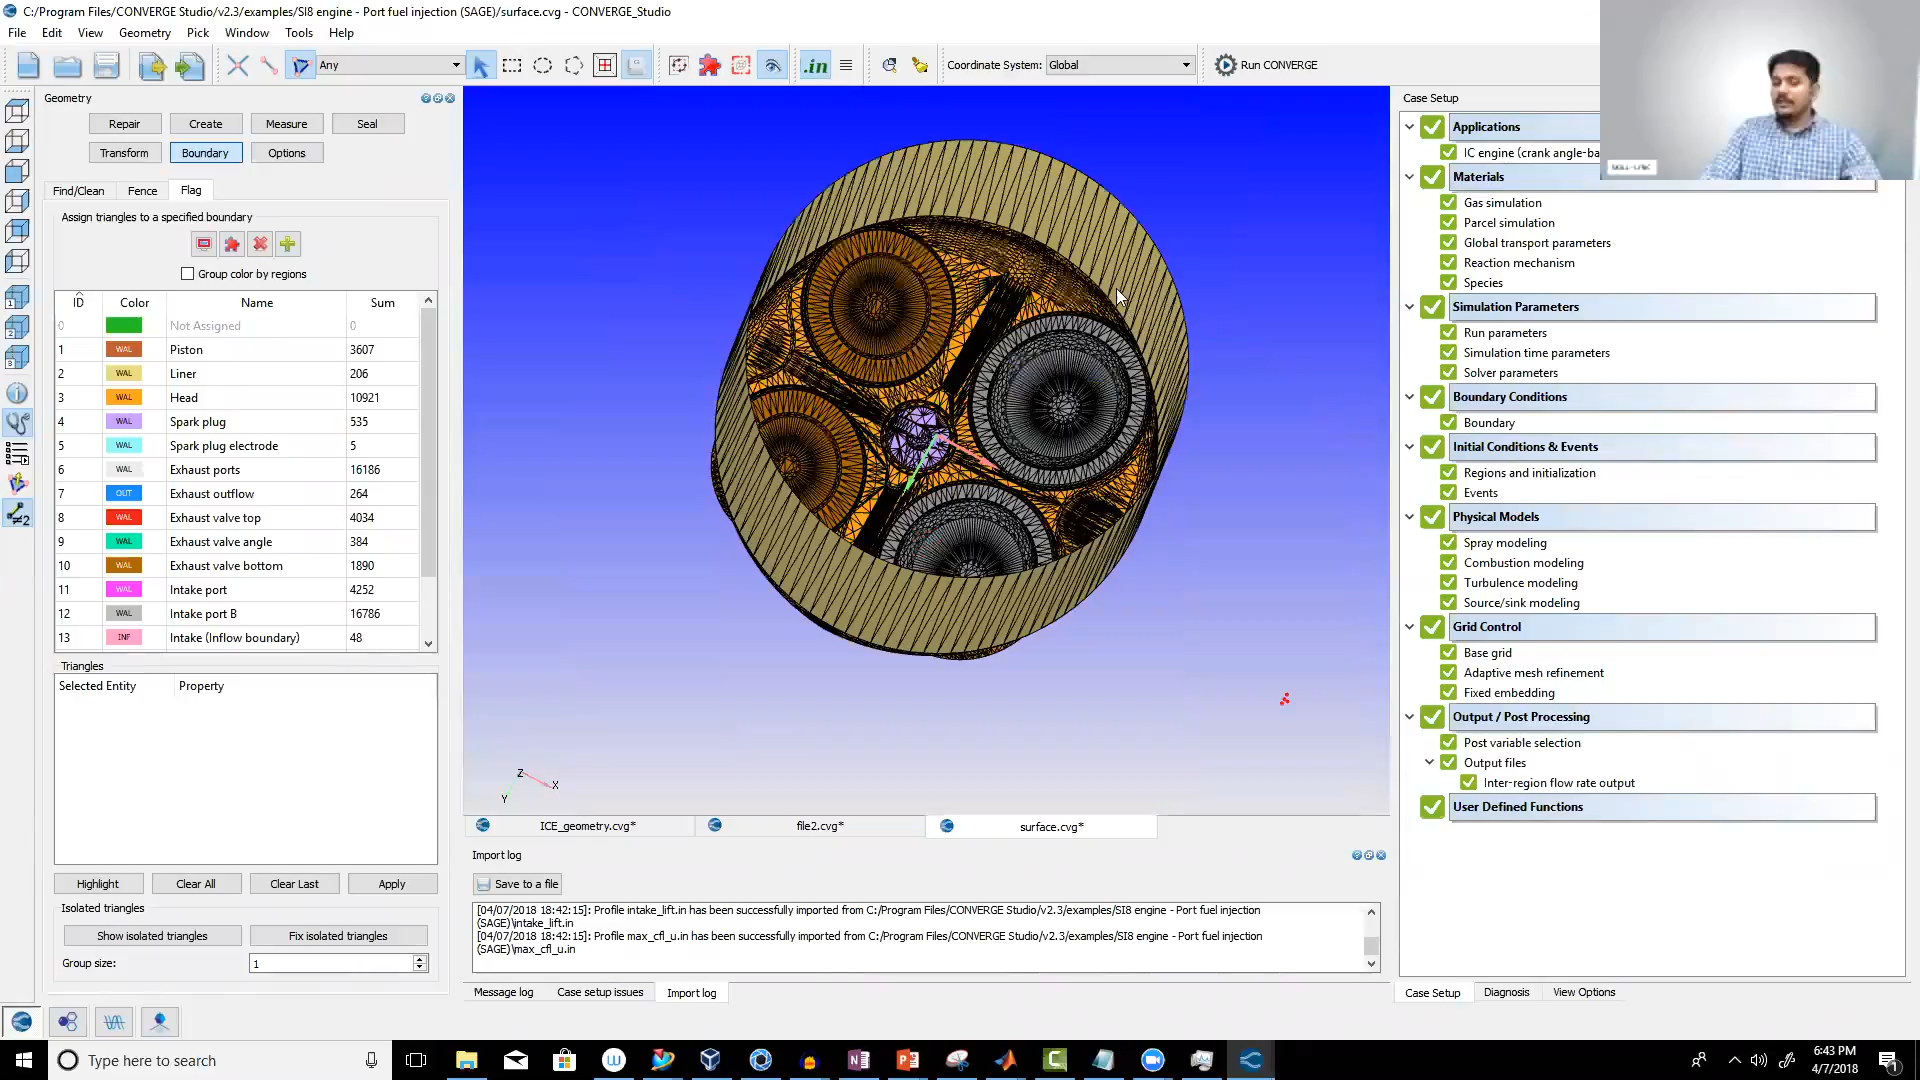 C:/Program Files/CONVERGE Studio/v2.3/examples/SI8 engine - Port fuel injection (SAGE)/surface.cvg - CONVERGE_Studio
File Edit View Geometry Pick Window Tools Help
Any
.in
Coordinate System: Global
Run CONVERGE
Geometry
Repair Create Measure Seal
Transform Boundary Options
Find/Clean Fence Flag
Assign triangles to a specified boundary
Group color by regions
ID Color Name Sum
0 Not Assigned 0
1 WAL Piston 3607
2 WAL Liner 206
3 WAL Head 10921
4 WAL Spark plug 535
5 WAL Spark plug electrode 5
6 WAL Exhaust ports 16186
7 OUT Exhaust outflow 264
8 WAL Exhaust valve top 4034
9 WAL Exhaust valve angle 384
10 WAL Exhaust valve bottom 1890
11 WAL Intake port 4252
12 WAL Intake port B 16786
13 INF Intake (Inflow boundary) 48
Triangles
Selected Entity Property
Highlight Clear All Clear Last Apply
Isolated triangles
Show isolated triangles Fix isolated triangles
Group size: 1
Z X
Y
ICE_geometry.cvg* file2.cvg* surface.cvg*
Import log
Save to a file
[04/07/2018 18:42:15]: Profile intake_lift.in has been successfully imported from C:/Program Files/CONVERGE Studio/v2.3/examples/SI8 engine - Port fuel injection
(SAGE)\intake_lift.in
[04/07/2018 18:42:15]: Profile max_cfl_u.in has been successfully imported from C:/Program Files/CONVERGE Studio/v2.3/examples/SI8 engine - Port fuel injection
(SAGE)\max_cfl_u.in
Message log Case setup issues Import log
Case Setup
Applications
IC engine (crank angle-ba
Materials
Gas simulation
Parcel simulation
Global transport parameters
Reaction mechanism
Species
Simulation Parameters
Run parameters
Simulation time parameters
Solver parameters
Boundary Conditions
Boundary
Initial Conditions & Events
Regions and initialization
Events
Physical Models
Spray modeling
Combustion modeling
Turbulence modeling
Source/sink modeling
Grid Control
Base grid
Adaptive mesh refinement
Fixed embedding
Output / Post Processing
Post variable selection
Output files
Inter-region flow rate output
User Defined Functions
Case Setup Diagnosis View Options
SKILL-LYNC
Type here to search
6:43 PM
4/7/2018